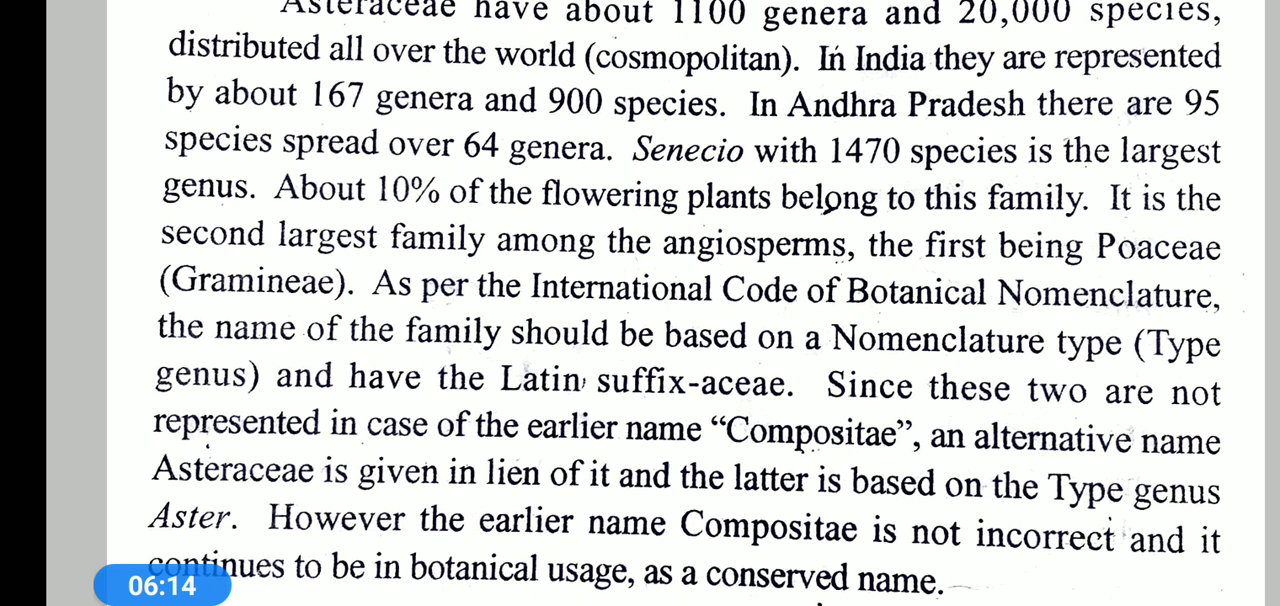 Asteraceae have about 1100 genera and 20,000 species,
distributed all over the world (cosmopolitan). In India they are represented
by about 167 genera and 900 species. In Andhra Pradesh there are 95
species spread over 64 genera. Senecio with 1470 species is the largest
genus. About 10% of the flowering plants belong to this family. It is the
second largest family among the angiosperms, the first being Poaceae
(Gramineae). As per the International Code of Botanical Nomenclature,
the name of the family should be based on a Nomenclature type (Type
genus) and have the Latin suffix-aceae. Since these two are not
represented in case of the earlier name “Compositae”, an alternative name
Asteraceae is given in lien of it and the latter is based on the Type genus
Aster. However the earlier name Compositae is not incorrect and it
continues to be in botanical usage, as a conserved name.
06:14